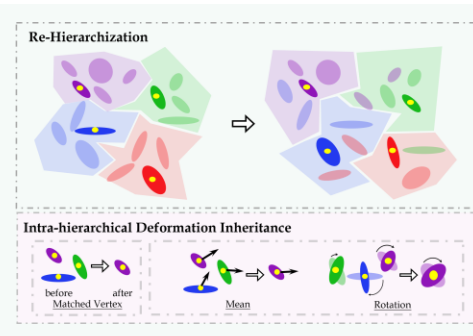 Re-Hierarchization
Intra-hierarchical Deformation Inheritance
before
after
Matched Vertex
Mean
Rotation